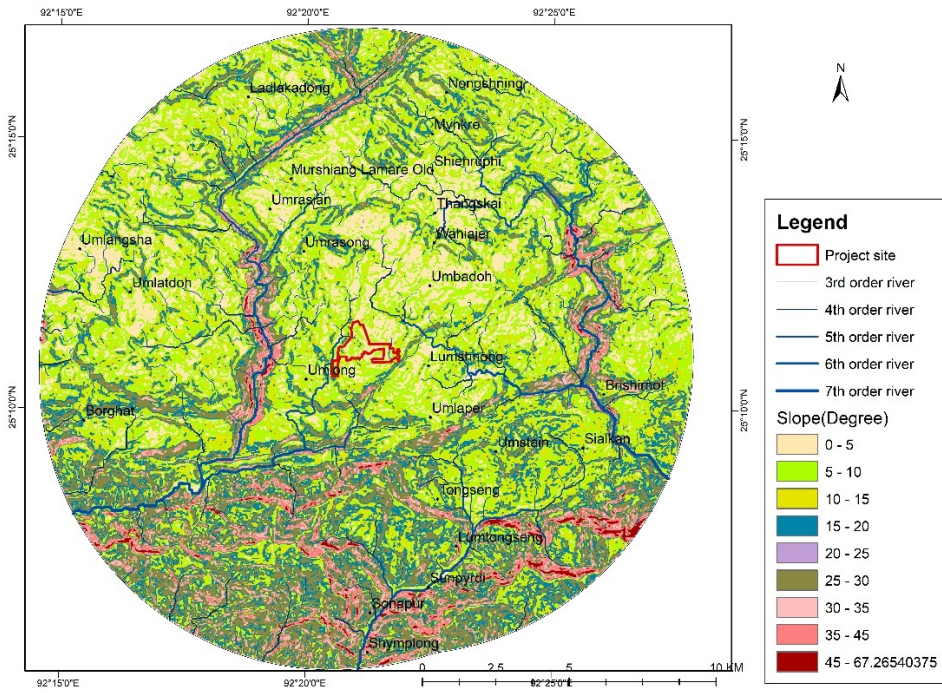 92°15'0"E
92°20'0"E
92°25'0"E
N
25°15'0"N
25°15'0"N
25°10'0"N
25°10'0"N
Ladlakadong
Nongshning
Mynkre
Shiehruphi
Murshiang Lamare Old
Umrasian
Thangskai
Wahiajer
Umlangsha
Umrasong
Umlatdoh
Umbadoh
Lumshnong
Umlong
Brishirnot
Borghat
Umlaper
Umstain
Sialkan
Tongseng
Lumtongseng
Sunpyrdi
Sonapur
Shymplong
Legend
Project site
3rd order river
4th order river
5th order river
6th order river
7th order river
Slope(Degree)
0 - 5
5 - 10
10 - 15
15 - 20
20 - 25
25 - 30
30 - 35
35 - 45
45 - 67.26540375
0
2.5
5
10 KM
92°15'0"E
92°20'0"E
92°25'0"E